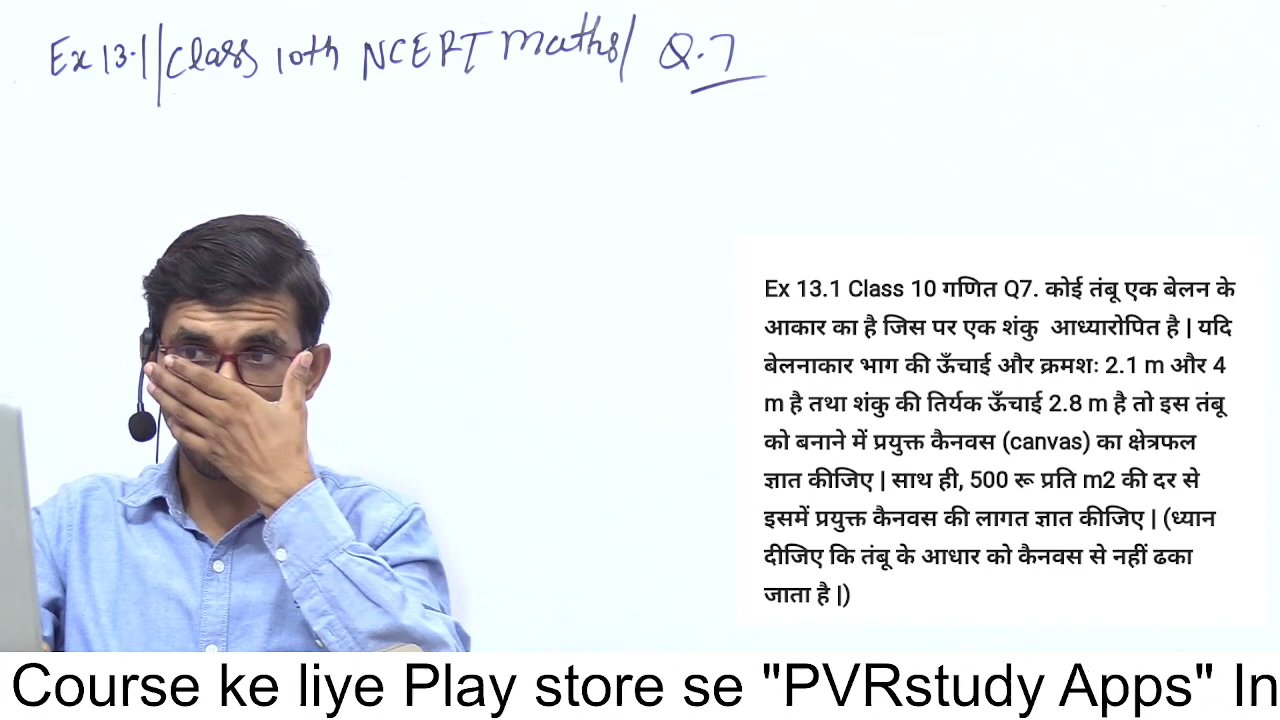 Ex 13.1 | Class 10th NCERT Maths | Q.7
Ex 13.1 Class 10 गणित Q7. कोई तंबू एक बेलन के
आकार का है जिस पर एक शंकु आध्यारोपित है | यदि
बेलनाकार भाग की ऊँचाई और क्रमशः 2.1 m और 4
m है तथा शंकु की तिर्यक ऊँचाई 2.8 m है तो इस तंबू
को बनाने में प्रयुक्त कैनवस (canvas) का क्षेत्रफल
ज्ञात कीजिए | साथ ही, 500 रू प्रति m2 की दर से
इसमें प्रयुक्त कैनवस की लागत ज्ञात कीजिए | (ध्यान
दीजिए कि तंबू के आधार को कैनवस से नहीं ढका
जाता है |)
Course ke liye Play store se "PVRstudy Apps" In